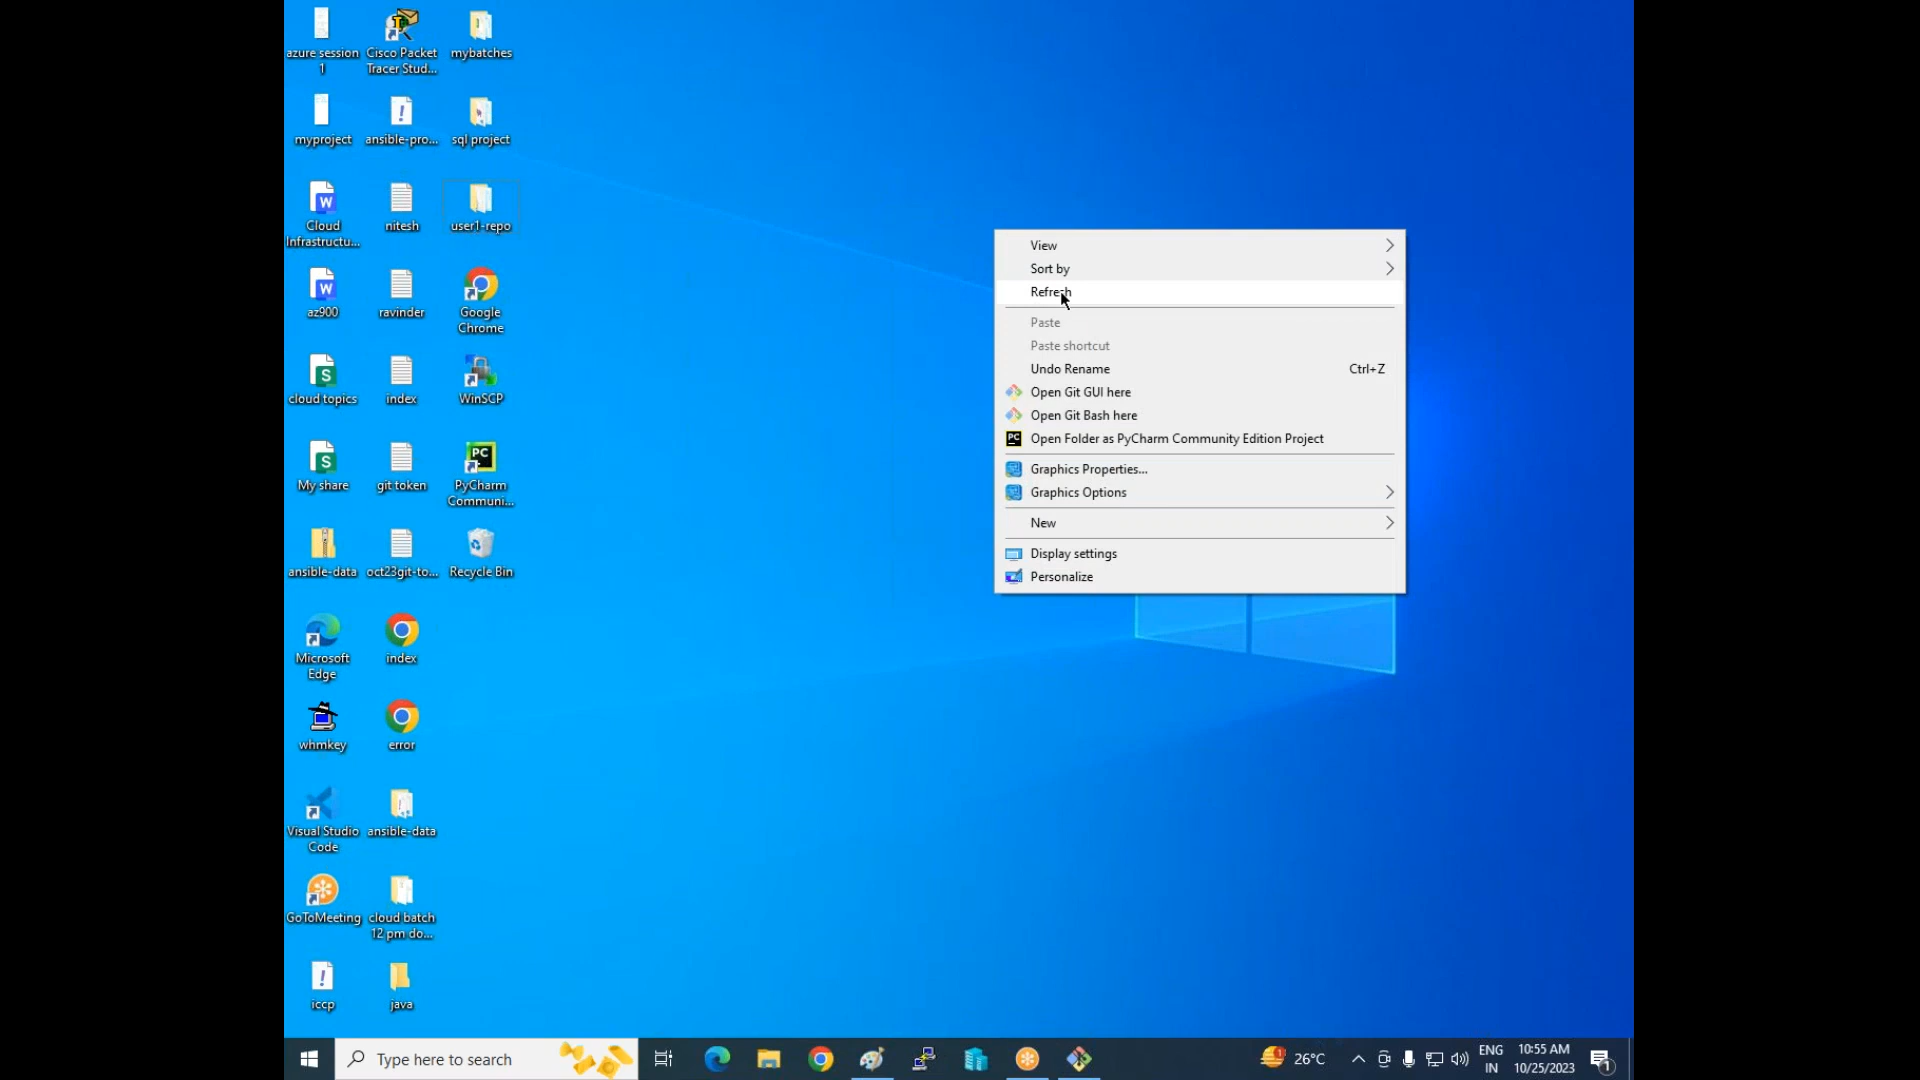 azure session
1
Cisco Packet
Tracer Stud...
mybatches
myproject
ansible-pro...
sql project
Cloud
Infrastructu...
nitesh
user1-repo
az900
ravinder
Google
Chrome
cloud topics
index
WinSCP
My share
git token
PyCharm
Communi...
ansible-data
oct23git-to...
Recycle Bin
Microsoft
Edge
index
whmkey
error
Visual Studio
Code
ansible-data
GoToMeeting
cloud batch
12 pm do...
iccp
java
View
Sort by
Refresh
Paste
Paste shortcut
Undo Rename Ctrl+Z
Open Git GUI here
Open Git Bash here
PC Open Folder as PyCharm Community Edition Project
Graphics Properties...
Graphics Options
New
Display settings
Personalize
Type here to search
26°C
ENG
IN
10:55 AM
10/25/2023
1